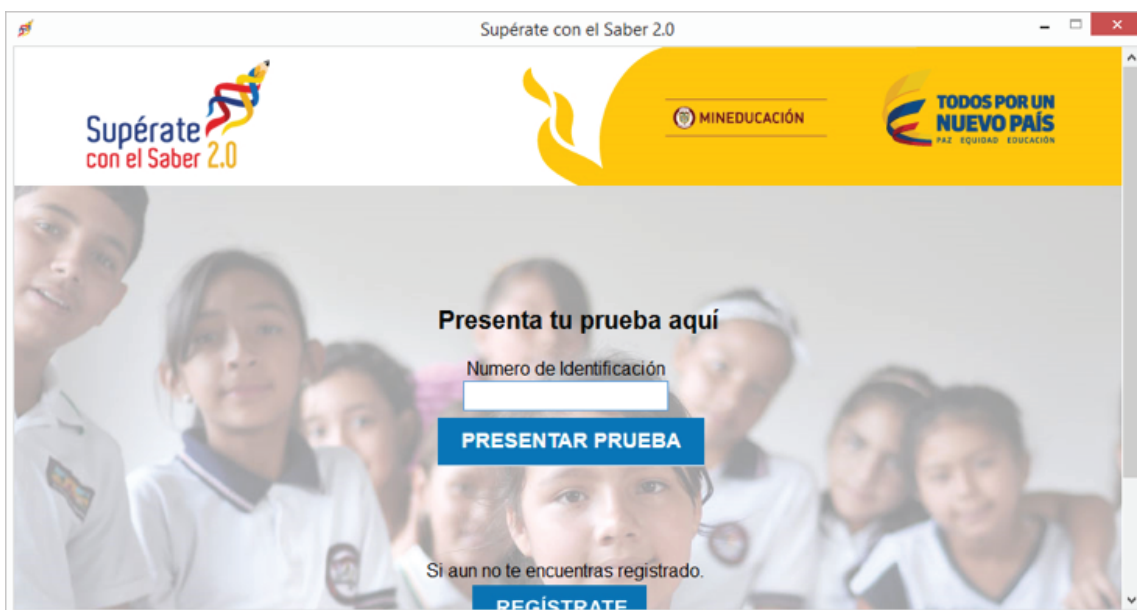 Supérate con el Saber 2.0
Supérate
con el Saber 2.0
MINEDUCACIÓN
TODOS POR UN
NUEVO PAÍS
PAZ EQUIDAD EDUCACIÓN
Presenta tu prueba aquí
Numero de Identificación
PRESENTAR PRUEBA
Si aun no te encuentras registrado.
REGÍSTRATE